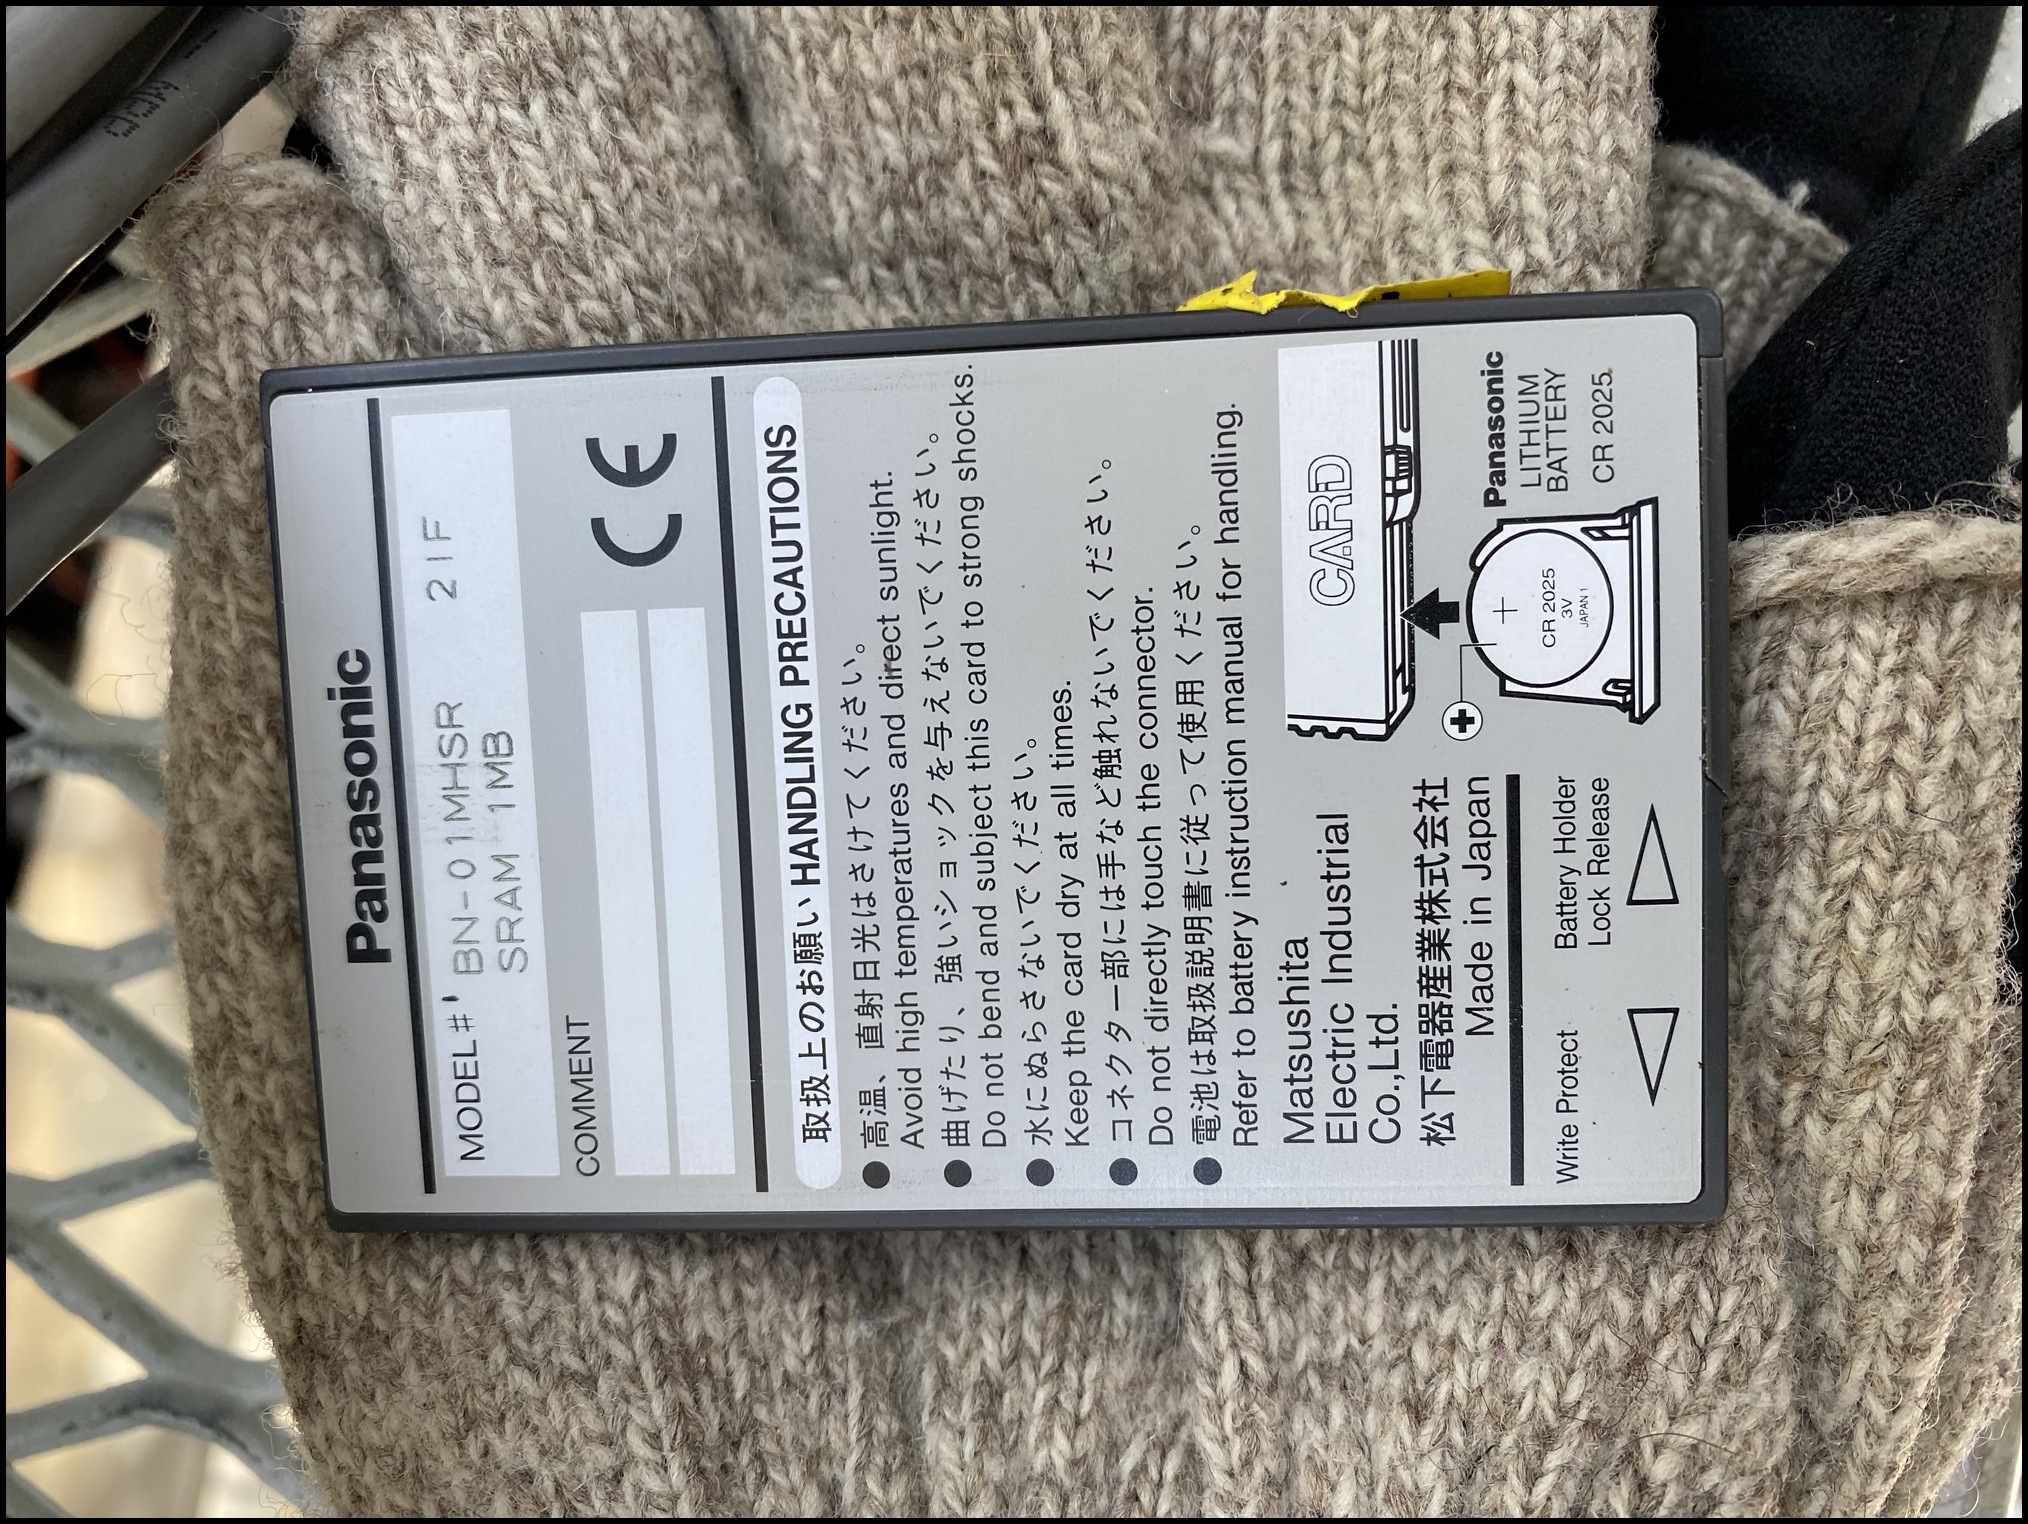 Panasonic
MODEL# BN-01MHSR 21F
SRAM 1MB
COMMENT
CE
取扱上のお願い HANDLING PRECAUTIONS
●高温、直射日光はさけてください。
Avoid high temperatures and direct sunlight.
●曲げたり、強いショックを与えないでください。
Do not bend and subject this card to strong shocks.
●水にぬらさないでください。
Keep the card dry at all times.
●コネクター部には手など触れないでください。
Do not directly touch the connector.
●電池は取扱説明書に従って使用ください。
Refer to battery instruction manual for handling.
Matsushita
Electric Industrial
Co.,Ltd.
松下電器産業株式会社
Made in Japan
CARD
+
CR 2025
3V
JAPAN 1
Panasonic
LITHIUM
BATTERY
CR 2025
Write Protect
Battery Holder
Lock Release